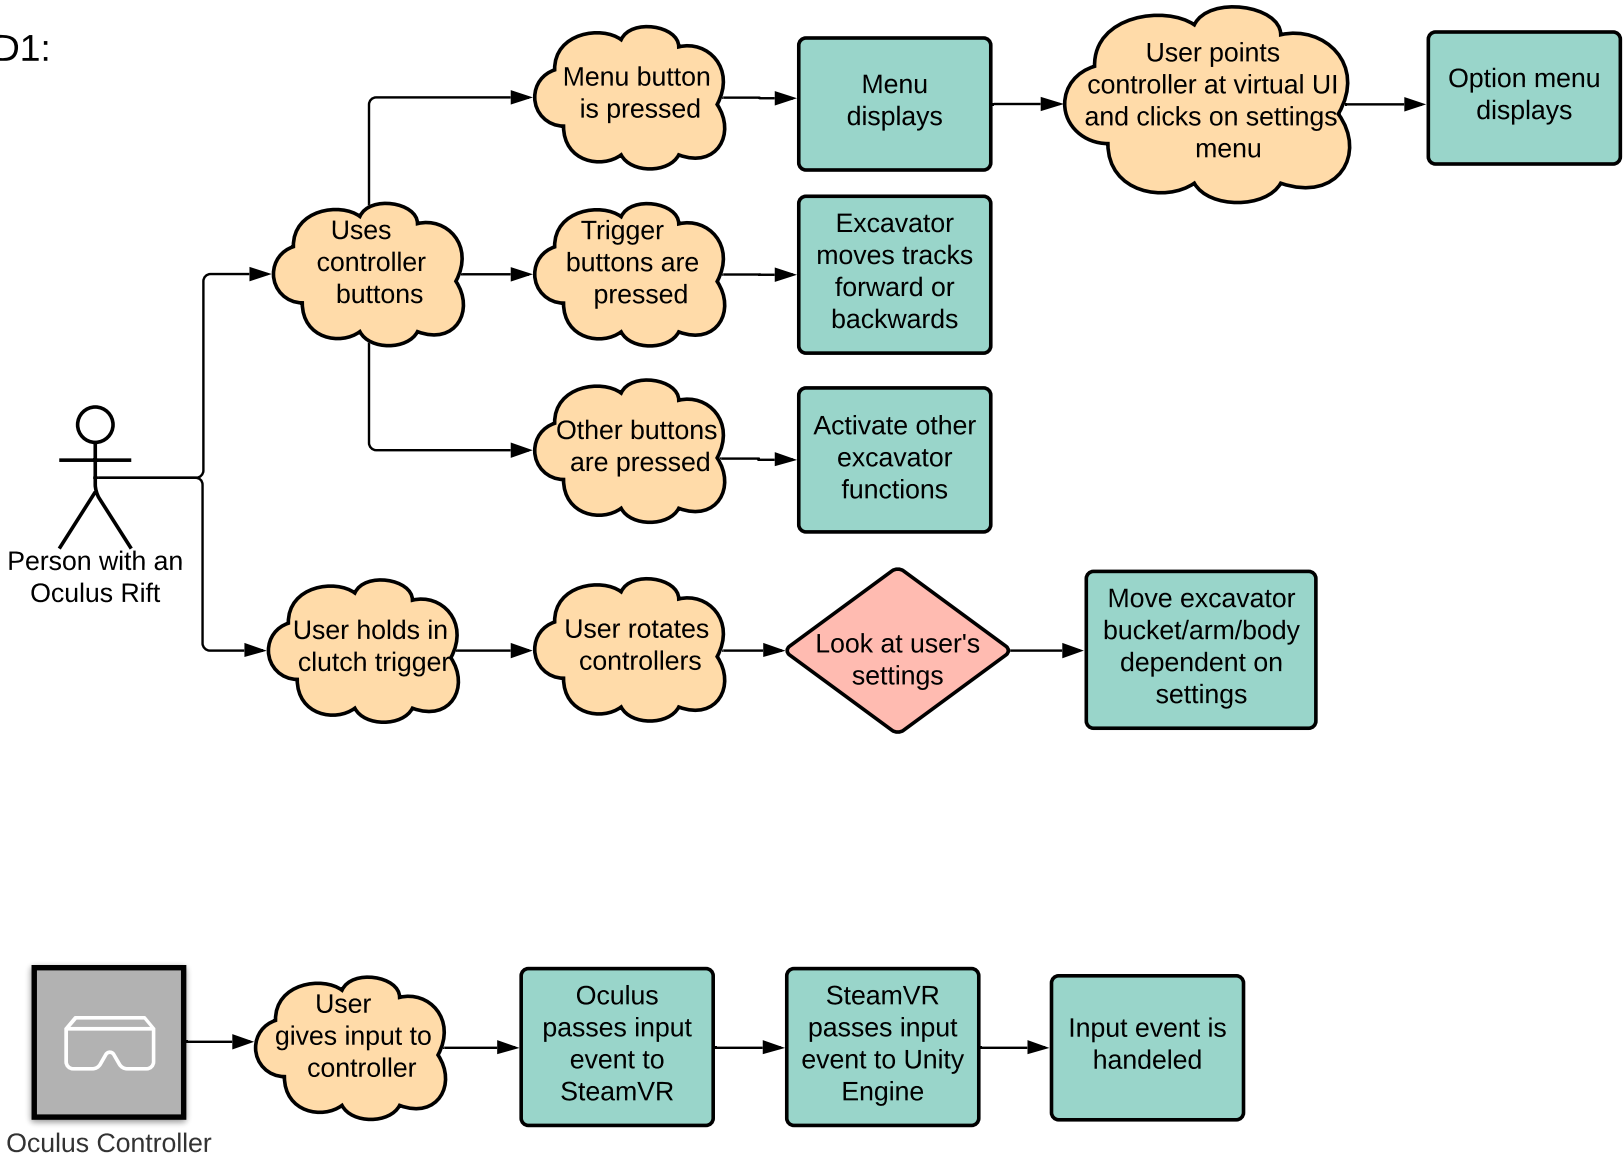 D1:
Menu button
is pressed
Menu
displays
User points
controller at virtual UI
and clicks on settings
menu
Option menu
displays
Uses
controller
buttons
Trigger
buttons are
pressed
Excavator
moves tracks
forward or
backwards
Other buttons
are pressed
Activate other
excavator
functions
Person with an
Oculus Rift
User holds in
clutch trigger
User rotates
controllers
Look at user's
settings
Move excavator
bucket/arm/body
dependent on
settings
Oculus Controller
User
gives input to
controller
Oculus
passes input
event to
SteamVR
SteamVR
passes input
event to Unity
Engine
Input event is
handeled